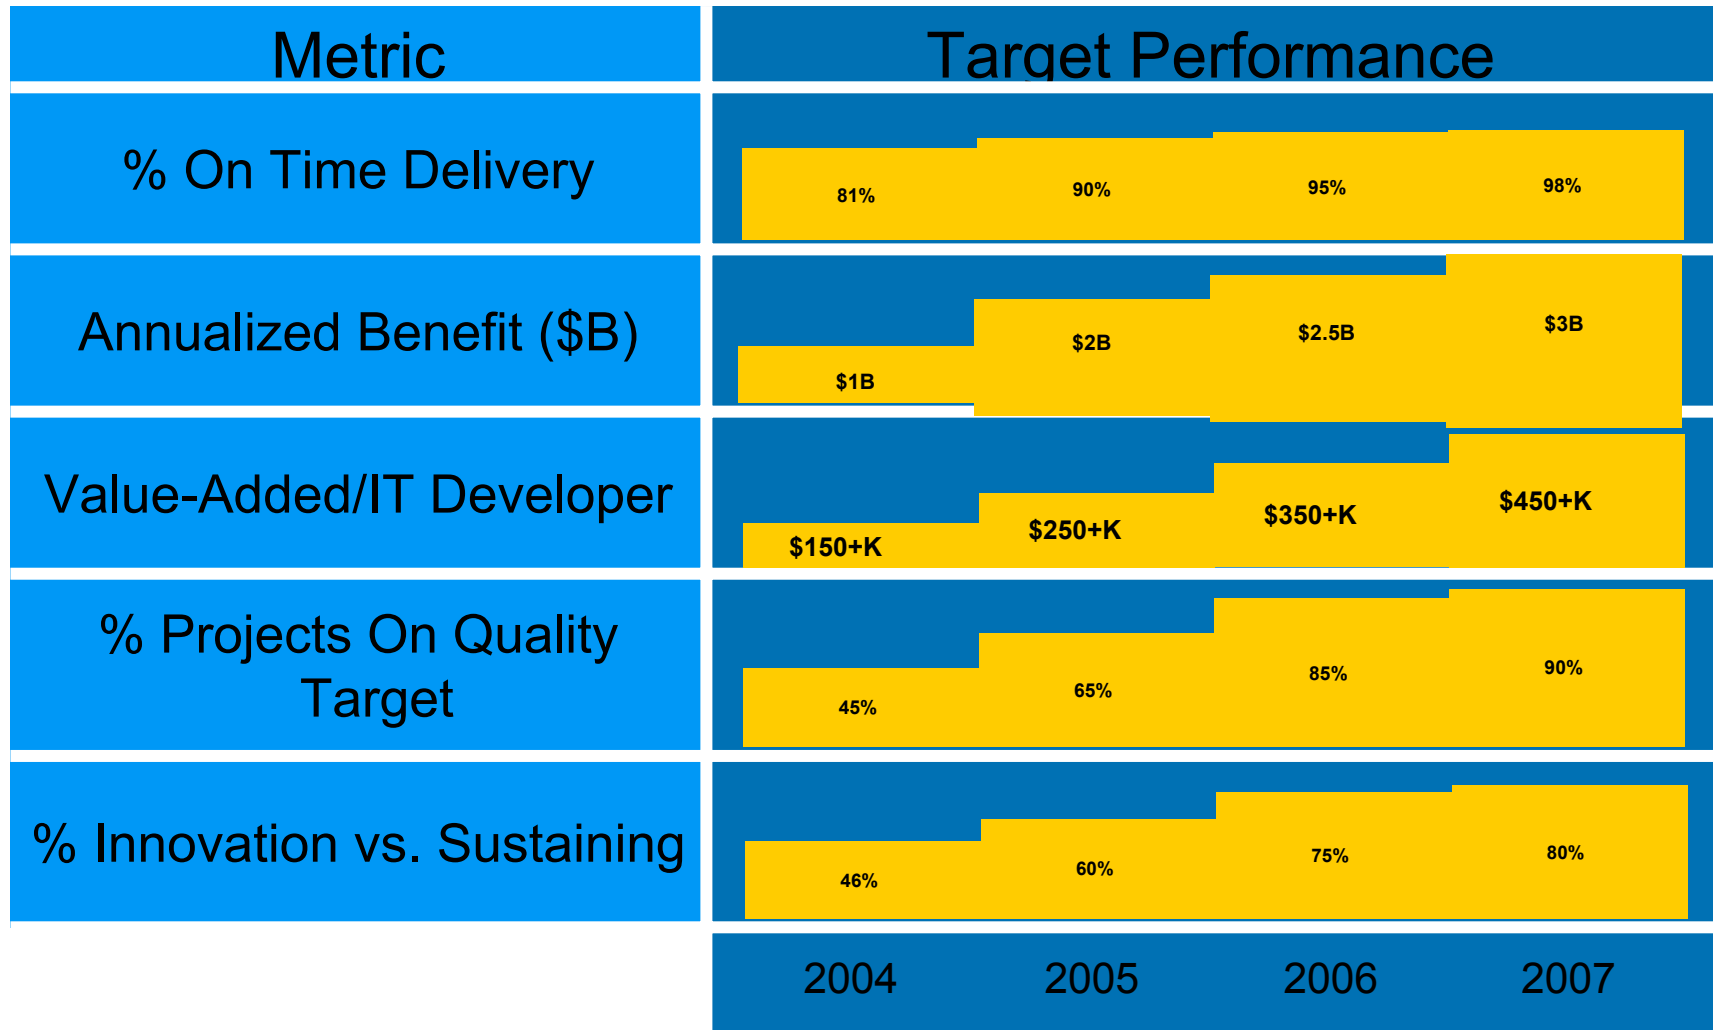 Metric
Target Performance
% On Time Delivery
81%
90%
95%
98%
Annualized Benefit ($B)
$1B
$2B
$2.5B
$3B
Value-Added/IT Developer
$150+K
$250+K
$350+K
$450+K
% Projects On Quality
Target
45%
65%
85%
90%
% Innovation vs. Sustaining
46%
60%
75%
80%
2004
2005
2006
2007